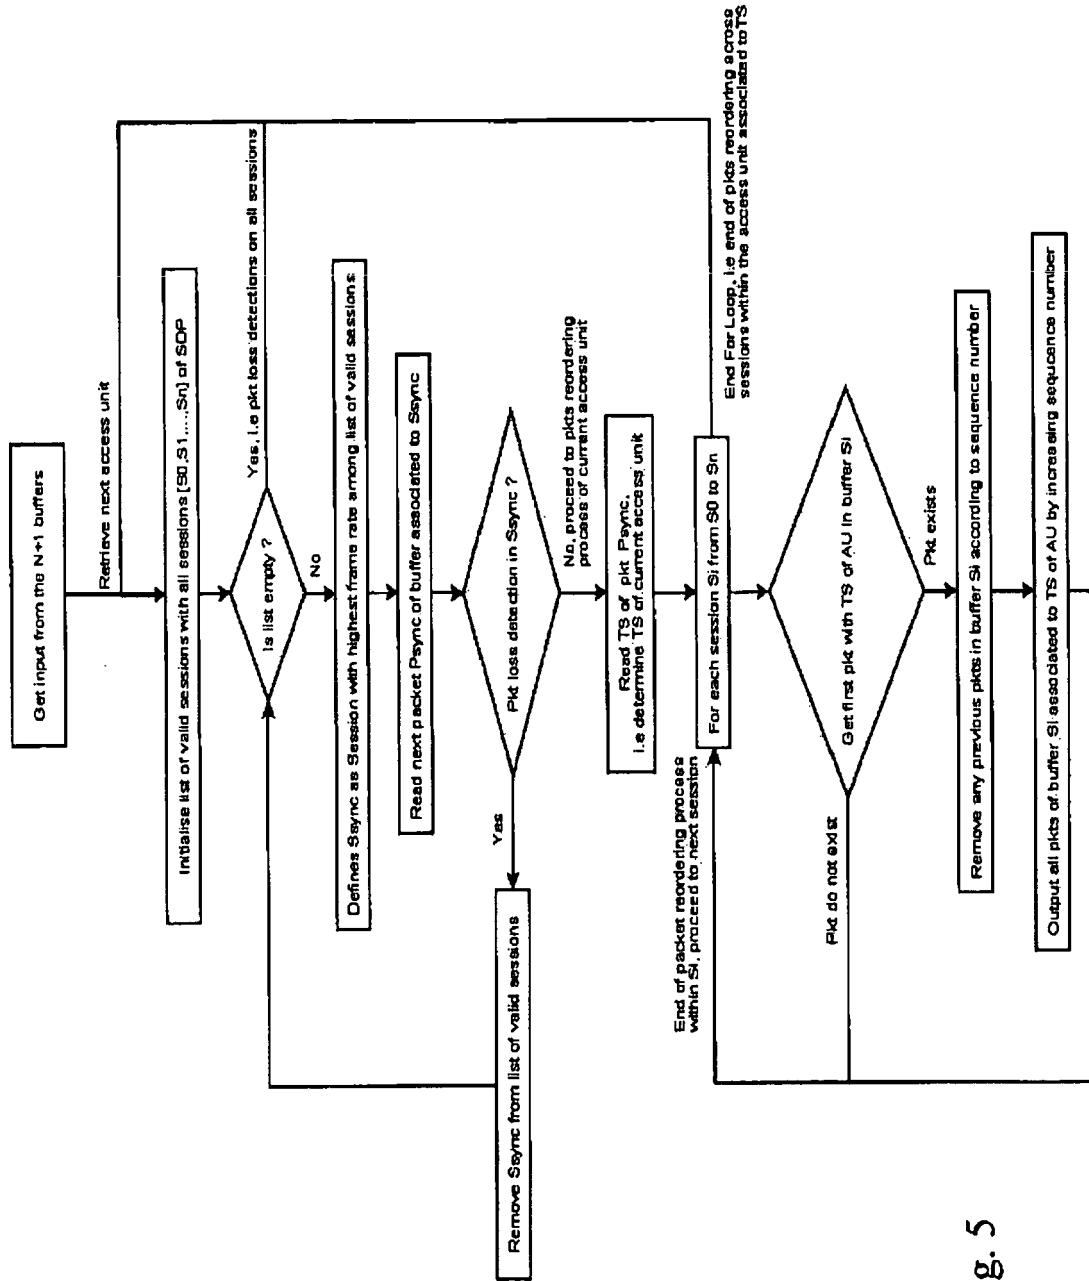 Get input from the N+1 buffers
Retrieve next access unit
Initialise list of valid sessions with all sessions [S0,S1,....,Sn] of SDP
Is list empty ?
Yes, i.e pkt loss detections on all sessions
No
Defines Ssync as Session with highest frame rate among list of valid sessions
Read next packet Psync of buffer associated to Ssync
Pkt loss detection in Ssync ?
Yes
Remove Ssync from list of valid sessions
No, proceed to pkts reordering
process of current access unit
Read TS of pkt Psync,
i.e determine TS of current access unit
End of packet reordering process
within Si, proceed to next session
For each session Si from S0 to Sn
End For Loop, i.e end of pkts reordering across
sessions within the access unit associated to TS
Get first pkt with TS of AU in buffer Si
Pkt do not exist
Pkt exists
Remove any previous pkts in buffer Si according to sequence number
Output all pkts of buffer Si associated to TS of AU by increasing sequence number
g. 5